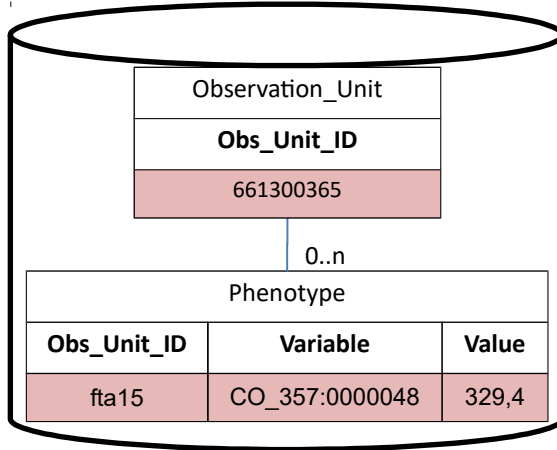 Observation_Unit
Obs_Unit_ID
661300365
0..n
Phenotype
Obs_Unit_ID Variable Value
fta15 CO_357:0000048 329,4